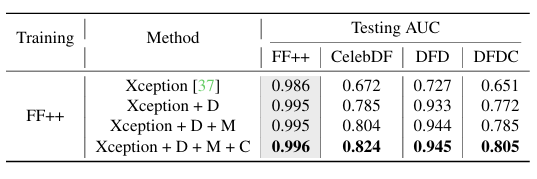 Training Method Testing AUC
FF++ CelebDF DFD DFDC
FF++
Xception [37] 0.986 0.672 0.727 0.651
Xception + D 0.995 0.785 0.933 0.772
Xception + D + M 0.995 0.804 0.944 0.785
Xception + D + M + C 0.996 0.824 0.945 0.805